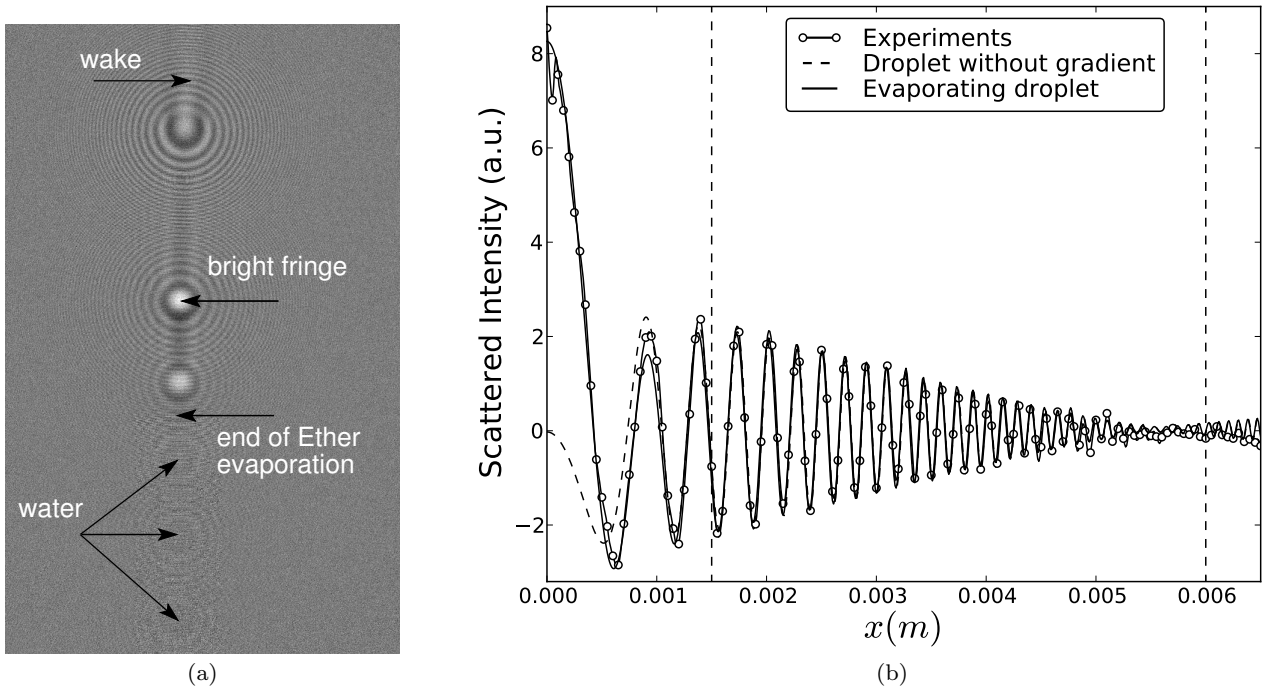 wake
bright fringe
end of Ether
evaporation
water
(a)
Scattered Intensity (a.u.)
8
6
4
2
0
−2
Experiments
Droplet without gradient
Evaporating droplet
0.000 0.001 0.002 0.003 0.004 0.005 0.006
x(m)
(b)